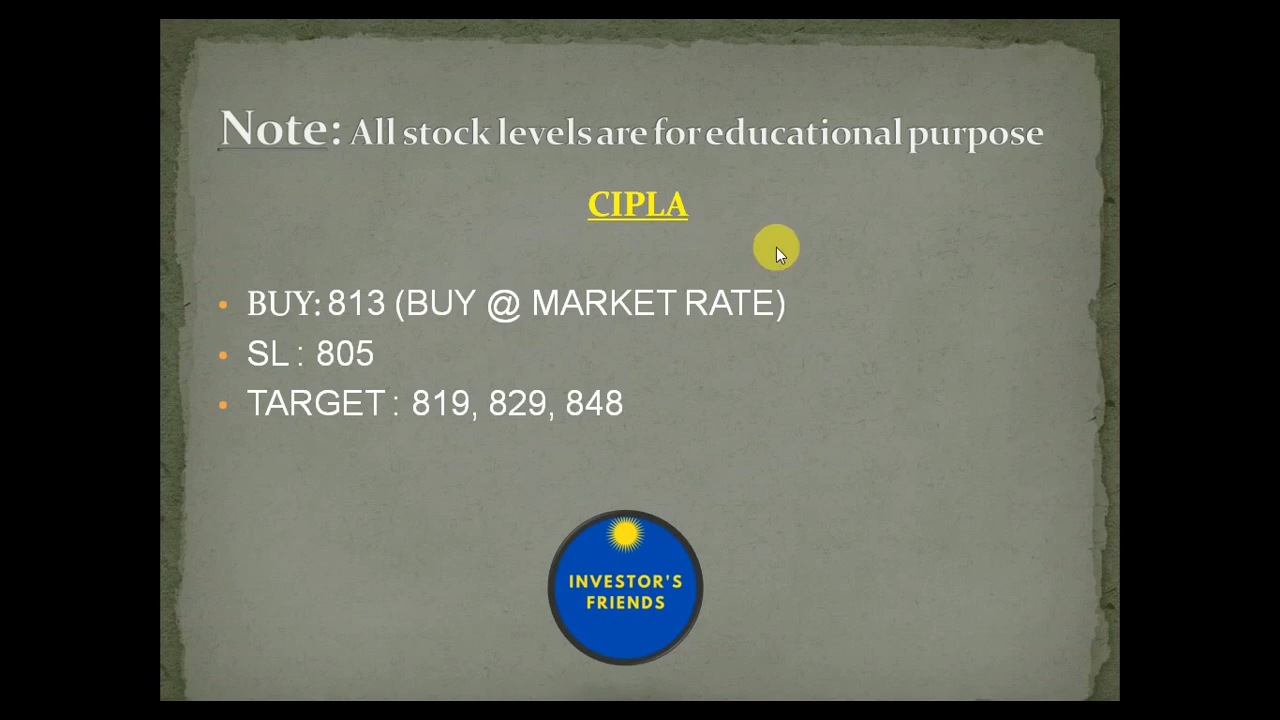 Note: All stock levels are for educational purpose
CIPLA
• BUY: 813 (BUY @ MARKET RATE)
• SL : 805
• TARGET : 819, 829, 848
INVESTOR'S
FRIENDS